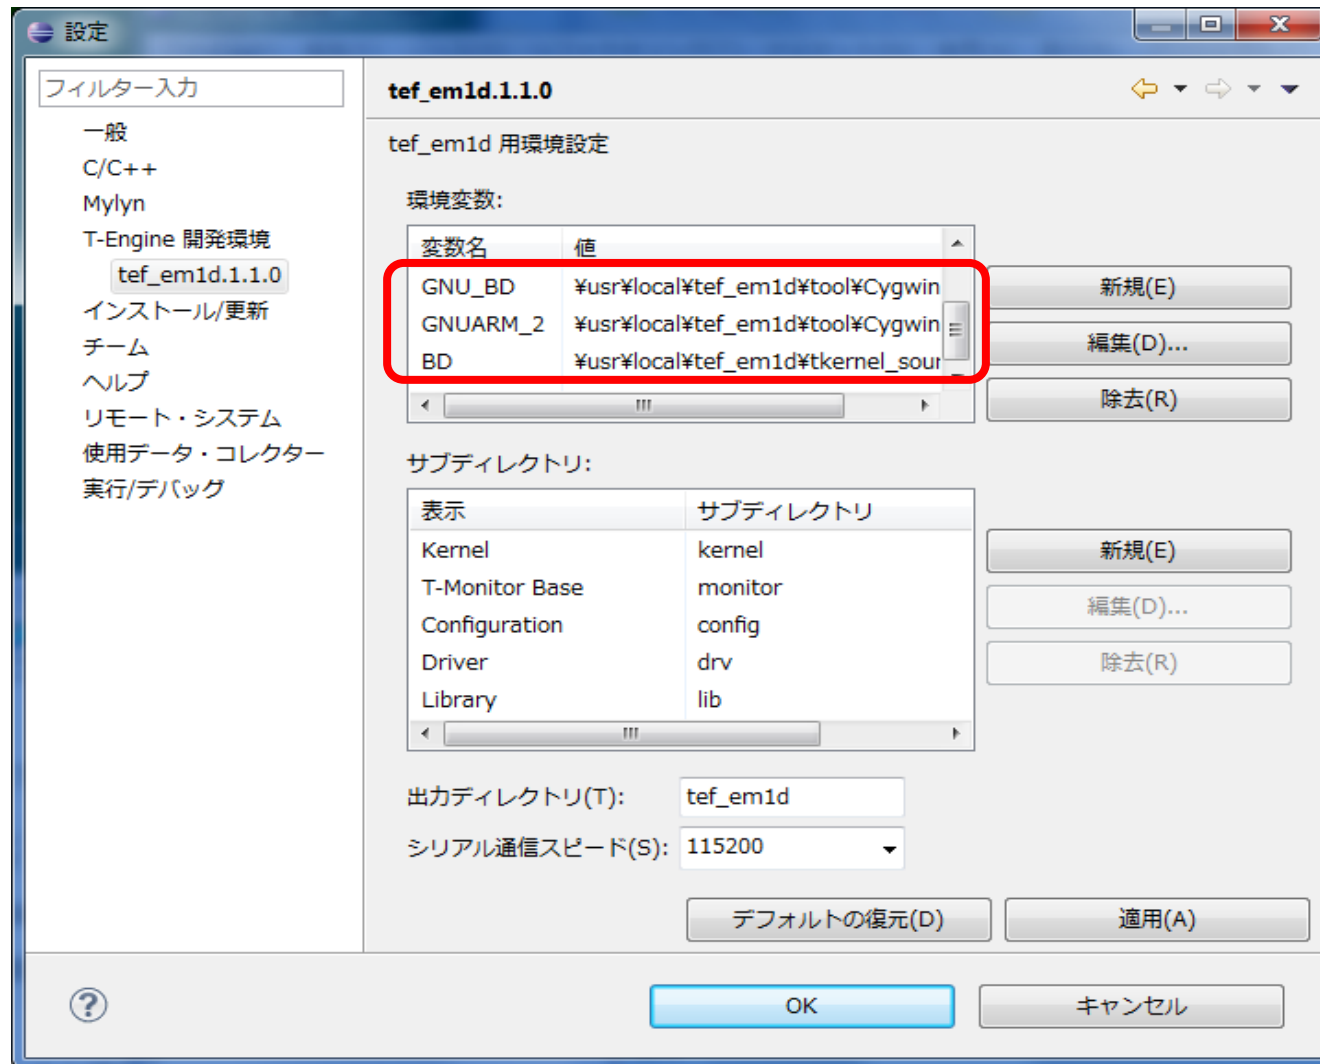 設定
フィルター入力
一般
C/C++
Mylyn
T-Engine 開発環境
tef_em1d.1.1.0
インストール/更新
チーム
ヘルプ
リモート・システム
使用データ・コレクター
実行/デバッグ
tef_em1d.1.1.0
tef_em1d 用環境設定
環境変数:
変数名 値
GNU_BD ¥usr¥local¥tef_em1d¥tool¥Cygwin
GNUARM_2 ¥usr¥local¥tef_em1d¥tool¥Cygwin
BD ¥usr¥local¥tef_em1d¥tkernel_sour
新規(E)
編集(D)...
除去(R)
サブディレクトリ:
表示 サブディレクトリ
Kernel kernel
T-Monitor Base monitor
Configuration config
Driver drv
Library lib
新規(E)
編集(D)...
除去(R)
出力ディレクトリ(T): tef_em1d
シリアル通信スピード(S): 115200
デフォルトの復元(D) 適用(A)
? OK キャンセル